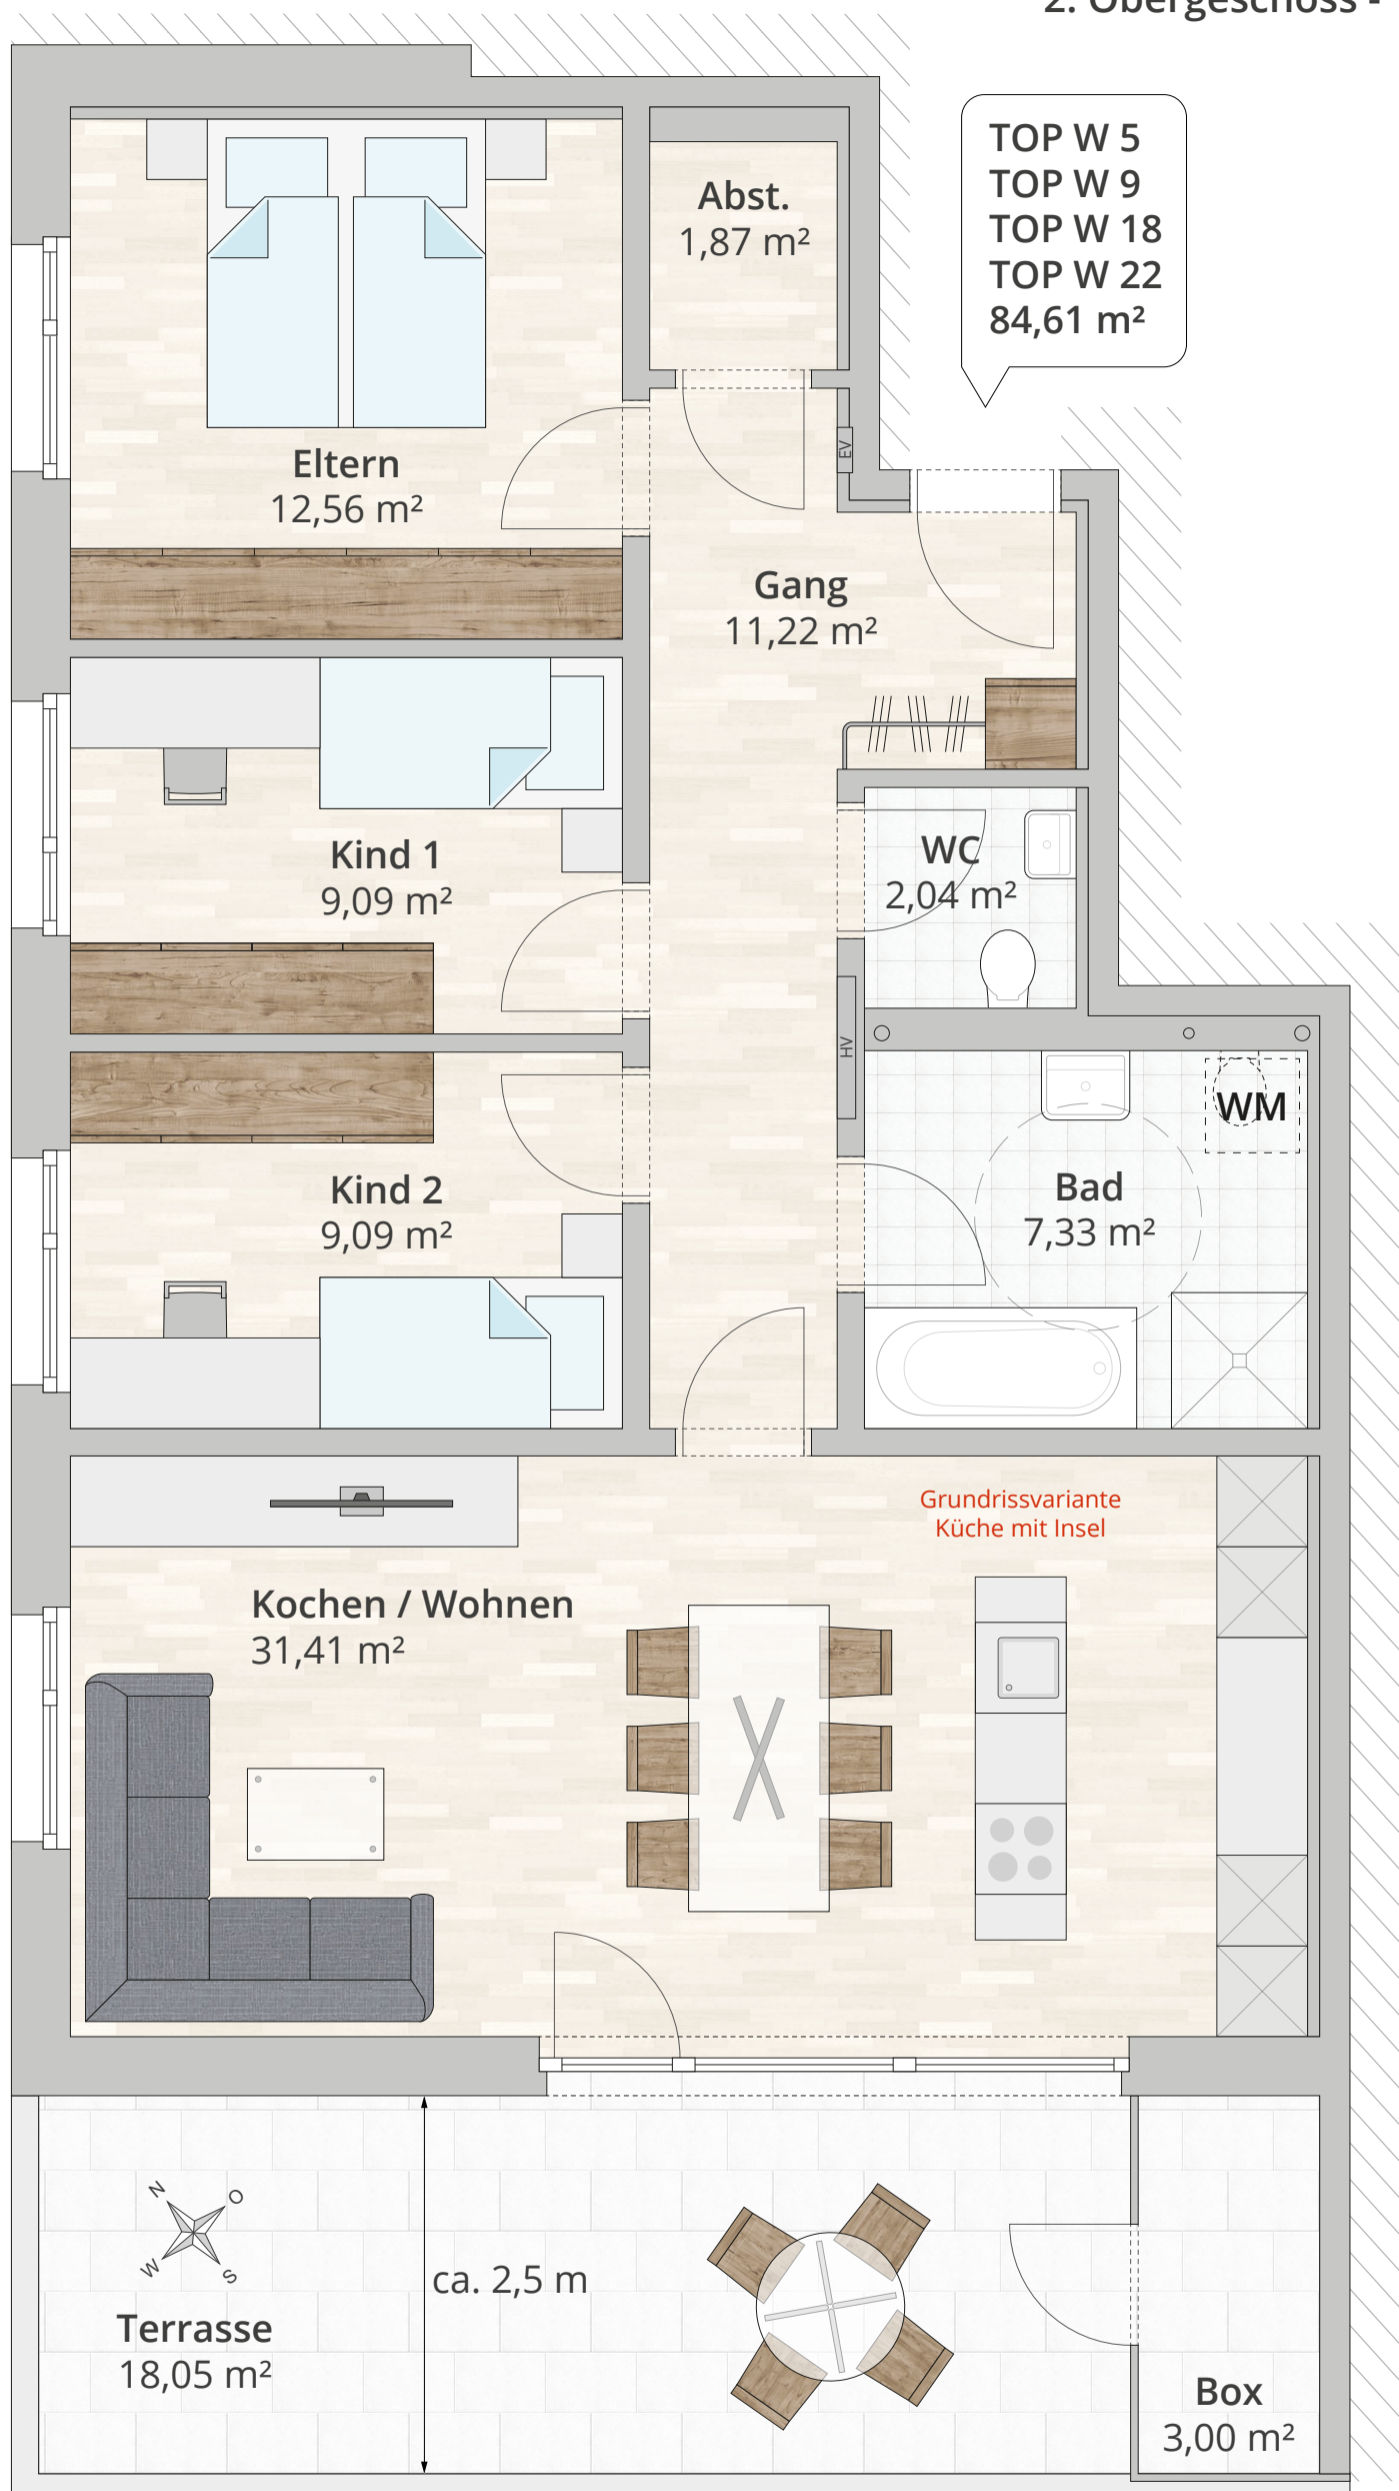 2. Obergeschoss -
TOP W 5
TOP W 9
TOP W 18
TOP W 22
84,61 m²
Abst.
1,87 m²
EV
Eltern
12,56 m²
Gang
11,22 m²
Kind 1
9,09 m²
WC
2,04 m²
HV
WM
Kind 2
9,09 m²
Bad
7,33 m²
Grundrissvariante
Küche mit Insel
Kochen / Wohnen
31,41 m²
N
O
W
S
ca. 2,5 m
Terrasse
18,05 m²
Box
3,00 m²